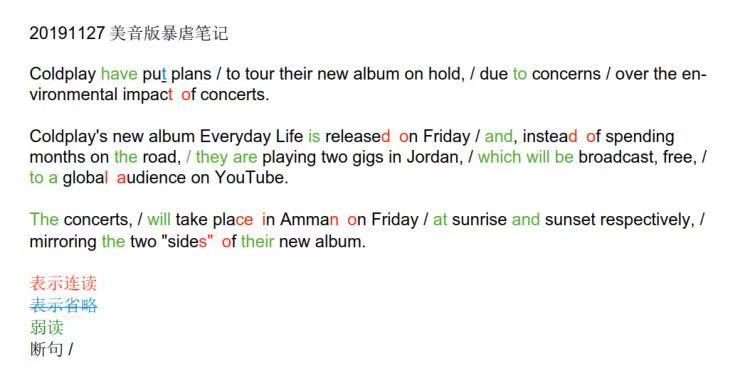 20191127 美音版暴虐笔记
Coldplay have put plans / to tour their new album on hold, / due to concerns / over the en-
vironmental impact of concerts.
Coldplay's new album Everyday Life is released on Friday / and, instead of spending
months on the road, / they are playing two gigs in Jordan, / which will be broadcast, free, /
to a global audience on YouTube.
The concerts, / will take place in Amman on Friday / at sunrise and sunset respectively, /
mirroring the two "sides" of their new album.
表示连读
表示省略
弱读
断句 /